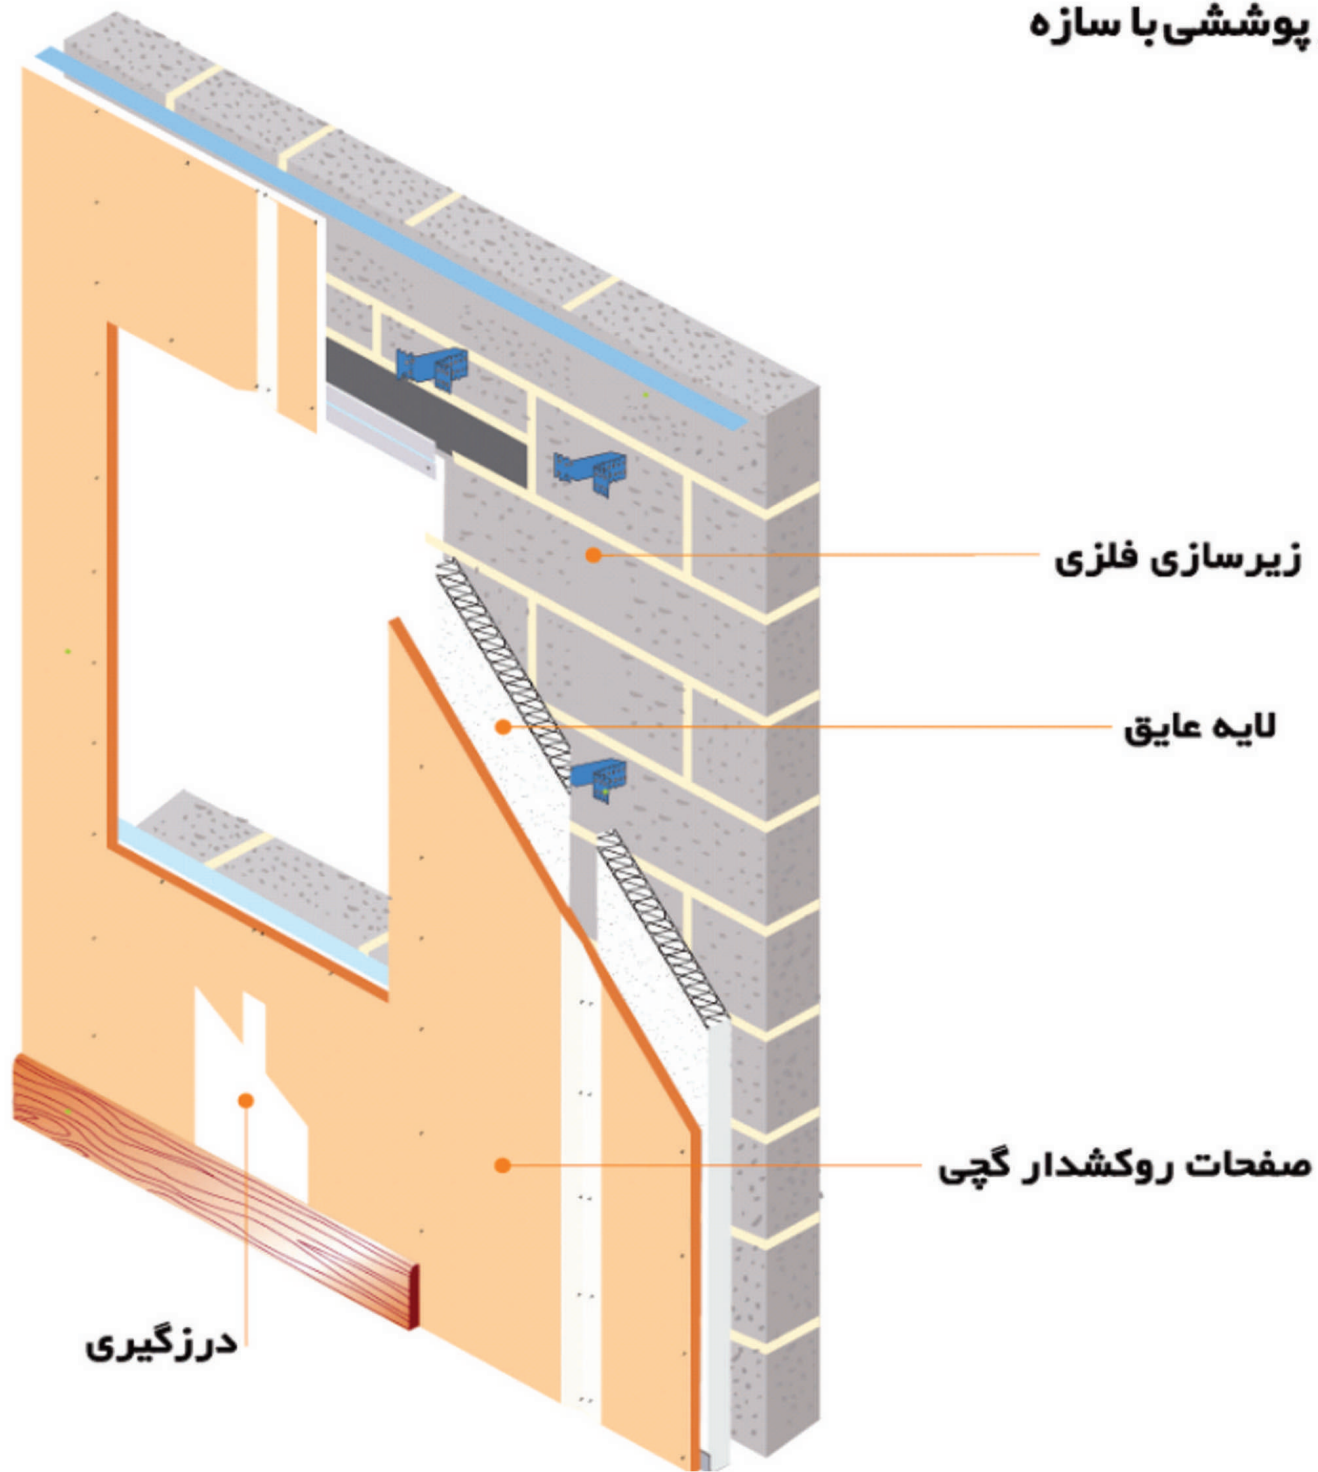 پوششی با سازه
زیرسازی فلزی
لایه عایق
صفحات روکشدار گچی
درزگیری